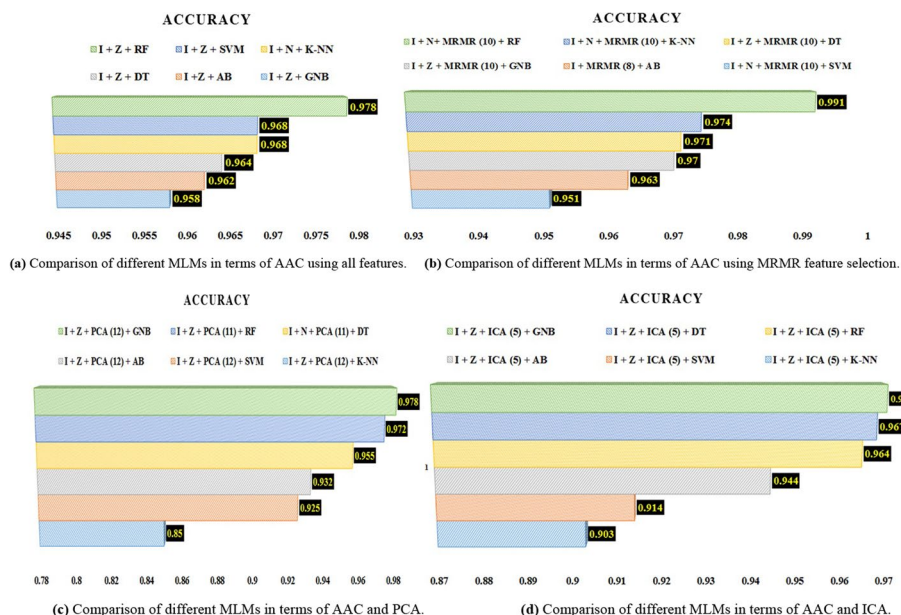 ACCURACY
I + Z + RF I + Z + SVM I + N + K-NN
I + Z + DT I +Z + AB I + Z + GNB
0.978
0.968
0.968
0.964
0.962
0.958
0.945 0.95 0.955 0.96 0.965 0.97 0.975 0.98
(a) Comparison of different MLMs in terms of AAC using all features.
ACCURACY
I + N+ MRMR (10) + RF I + N + MRMR (10) + K-NN I + Z + MRMR (10) + DT
I + Z + MRMR (10) + GNB I + MRMR (8) + AB I + N + MRMR (10) + SVM
0.991
0.974
0.971
0.97
0.963
0.951
0.93 0.94 0.95 0.96 0.97 0.98 0.99 1
(b) Comparison of different MLMs in terms of AAC using MRMR feature selection.
ACCURACY
I + Z + PCA (12) + GNB I + Z + PCA (11) + RF I + N + PCA (11) + DT
I + Z + PCA (12) + AB I + Z + PCA (12) + SVM I + Z + PCA (12) + K-NN
0.978
0.972
0.955
0.932
0.925
0.85
0.78 0.8 0.82 0.84 0.86 0.88 0.9 0.92 0.94 0.96 0.98
(c) Comparison of different MLMs in terms of AAC and PCA.
ACCURACY
I + Z + ICA (5) + GNB I + Z + ICA (5) + DT I + Z + ICA (5) + RF
I + Z + ICA (5) + AB I + Z + ICA (5) + SVM I + Z + ICA (5) + K-NN
0.967
0.964
1
0.944
0.914
0.903
0.87 0.88 0.89 0.9 0.91 0.92 0.93 0.94 0.95 0.96 0.97
(d) Comparison of different MLMs in terms of AAC and ICA.